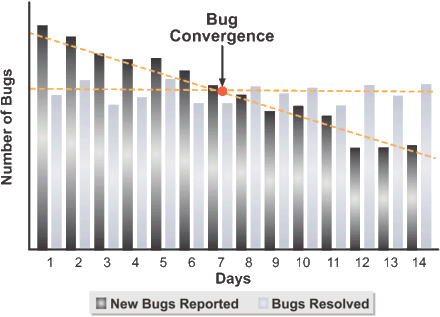 Bug
Convergence
Number of Bugs
1 2 3 4 5 6 7 8 9 10 11 12 13 14
Days
New Bugs Reported Bugs Resolved